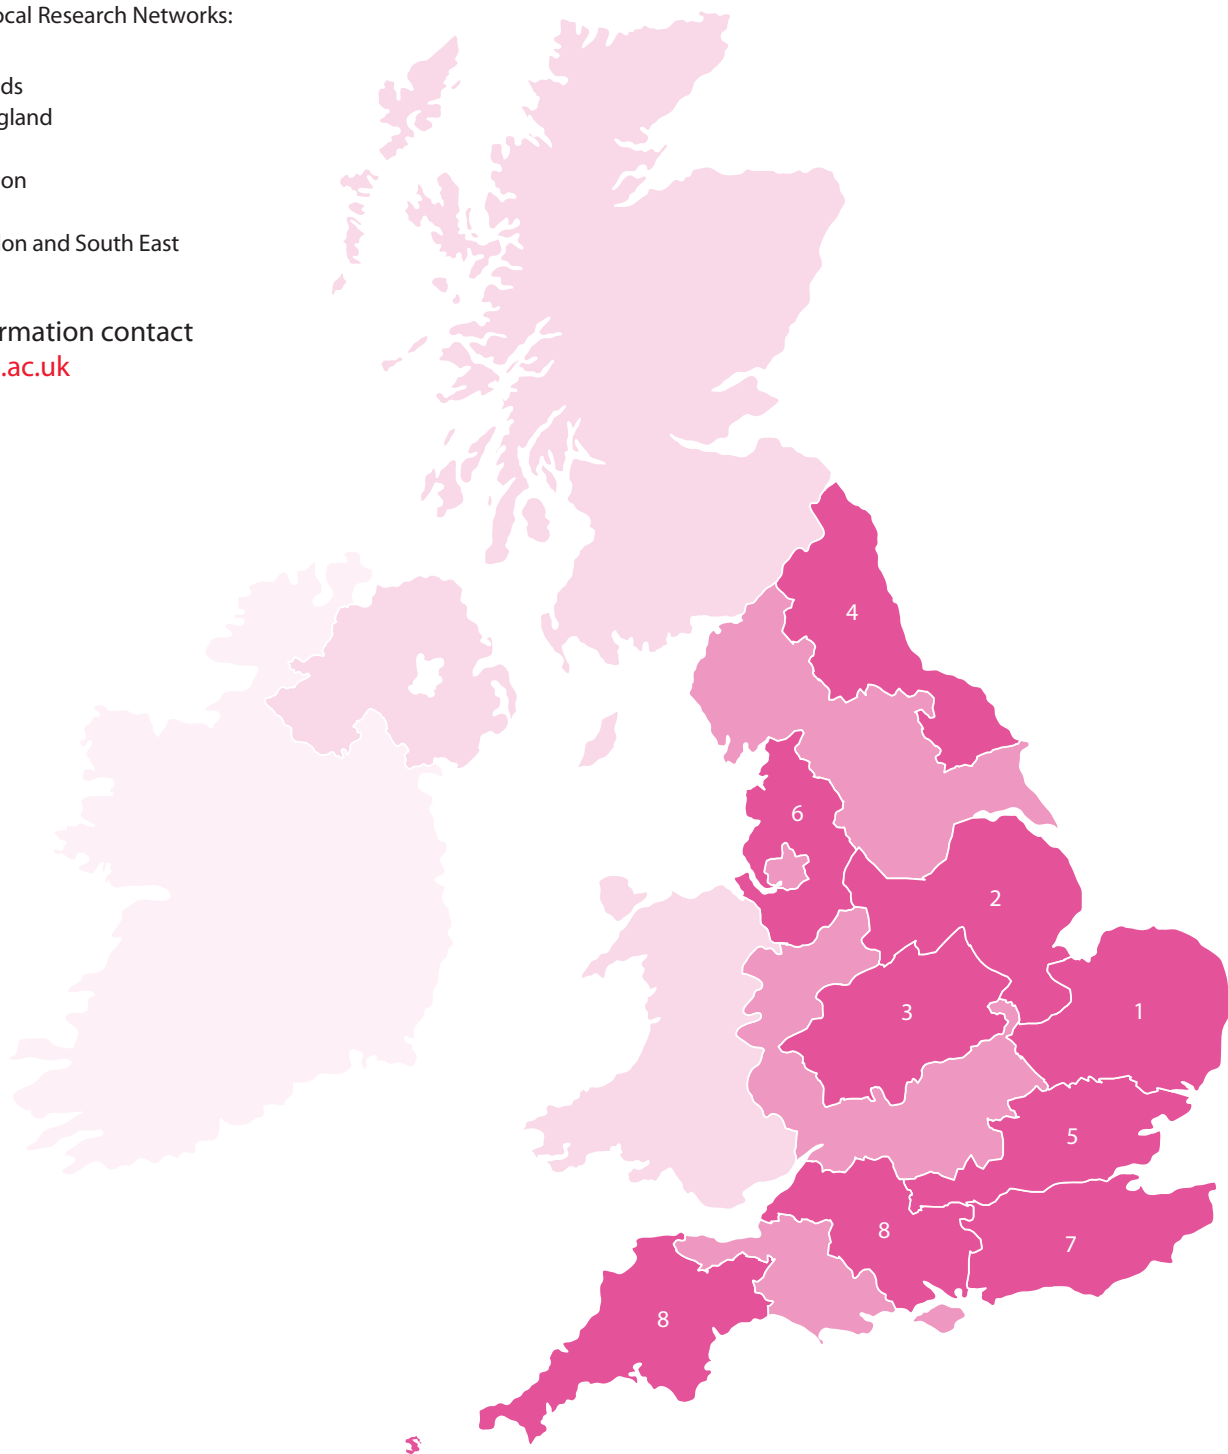 ocal Research Networks:
ds
gland
on
on and South East
rmation contact
.ac.uk
4
6
2
3
1
5
8
7
8